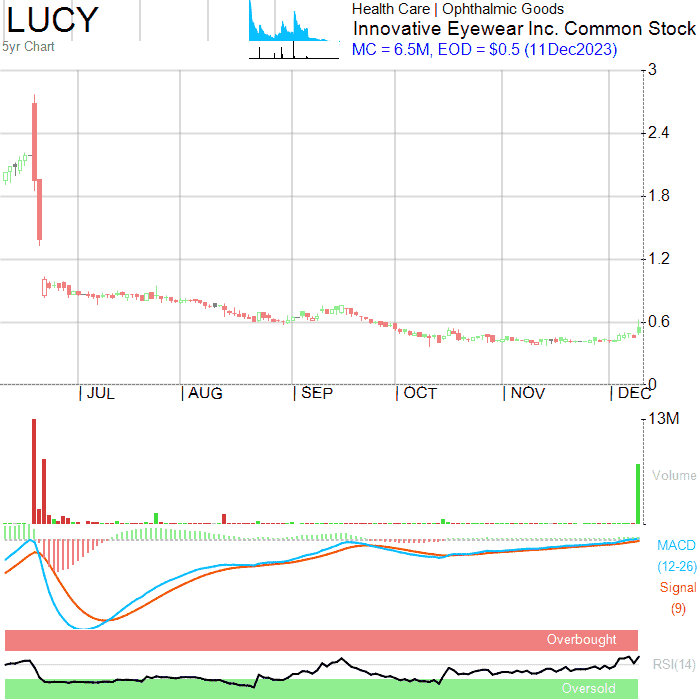 LUCY
5yr Chart
Health Care | Ophthalmic Goods
Innovative Eyewear Inc. Common Stock
MC = 6.5M, EOD = $0.5 (11Dec2023)
3
2.4
1.8
1.2
0.6
0
JUL AUG SEP OCT NOV DEC
13M
Volume
MACD
(12-26)
Signal
(9)
Overbought
RSI(14)
Oversold